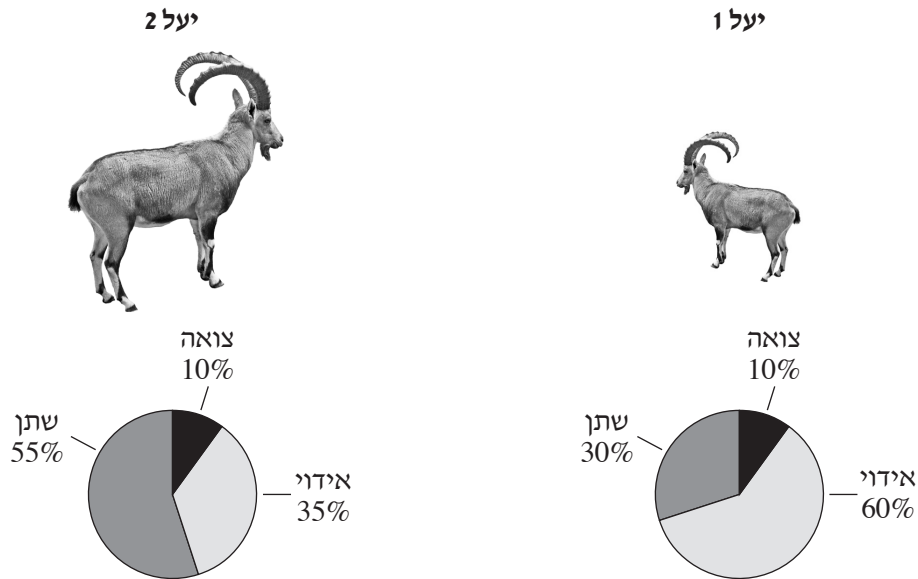 יעל 1
יעל 2
צואה
10%
שתן
30%
אידוי
60%
צואה
10%
שתן
55%
אידוי
35%